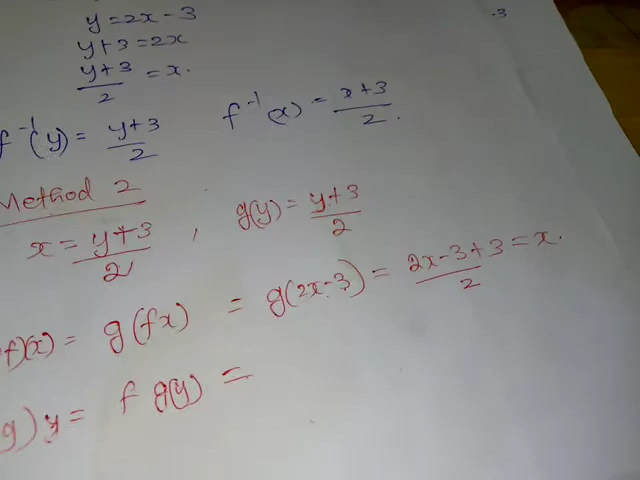 y = 2x - 3
.3
y + 3 = 2x
y+3/2 = x.
f⁻¹(y) = y+3/2 f⁻¹(x) = x+3/2.
Method 2
x = y+3/2 , g(y) = y+3/2
f)(x) = g(fx) = g(2x-3) = 2x-3+3/2 = x.
g) y = f g(y) =